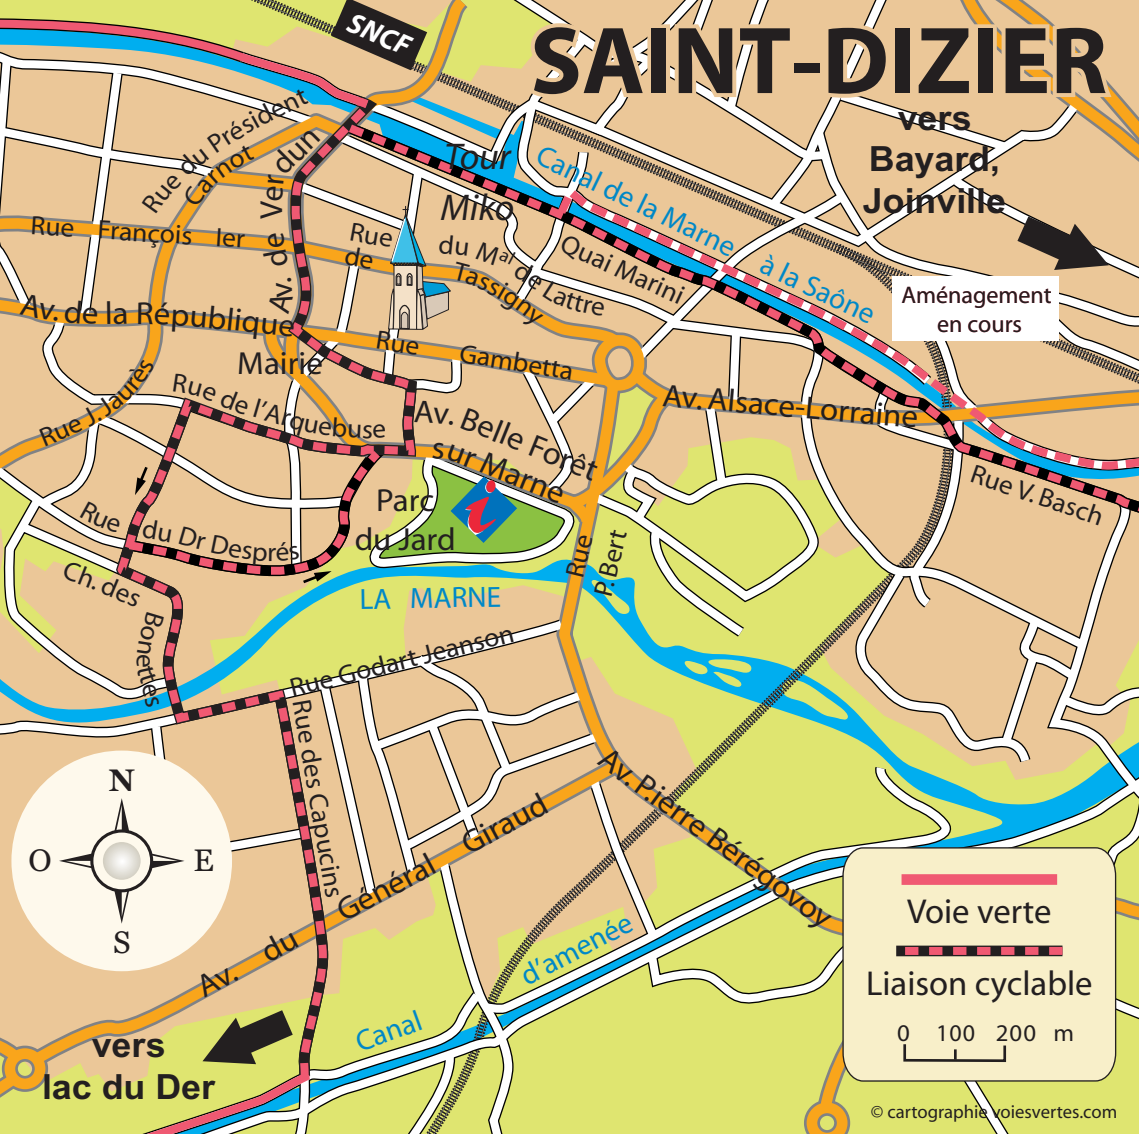 SAINT-DIZIER
SNCF
vers
Bayard,
Joinville
Rue du Président
Carnot
Av. de Verdun
Tour
Miko
Canal de la Marne à la Saône
Rue François Ier
Rue
de
du Mal de Lattre
Tassigny
Quai Marini
Aménagement
en cours
Av. de la République
Mairie
Rue Gambetta
Rue J. Jaurés
Rue de l'Arquebuse
Av. Belle Forêt
sur Marne
Av. Alsace-Lorraine
Rue V. Basch
Parc
du Jard
i
Rue du Dr Després
Rue P. Bert
Ch. des Bonettes
LA MARNE
Rue Godart Jeanson
Rue des Capucins
N
O
E
S
Av. Pierre Bérégovoy
Av. du Général Giraud
Canal d'amenée
vers
lac du Der
Voie verte
Liaison cyclable
0 100 200 m
© cartographie voiesvertes.com